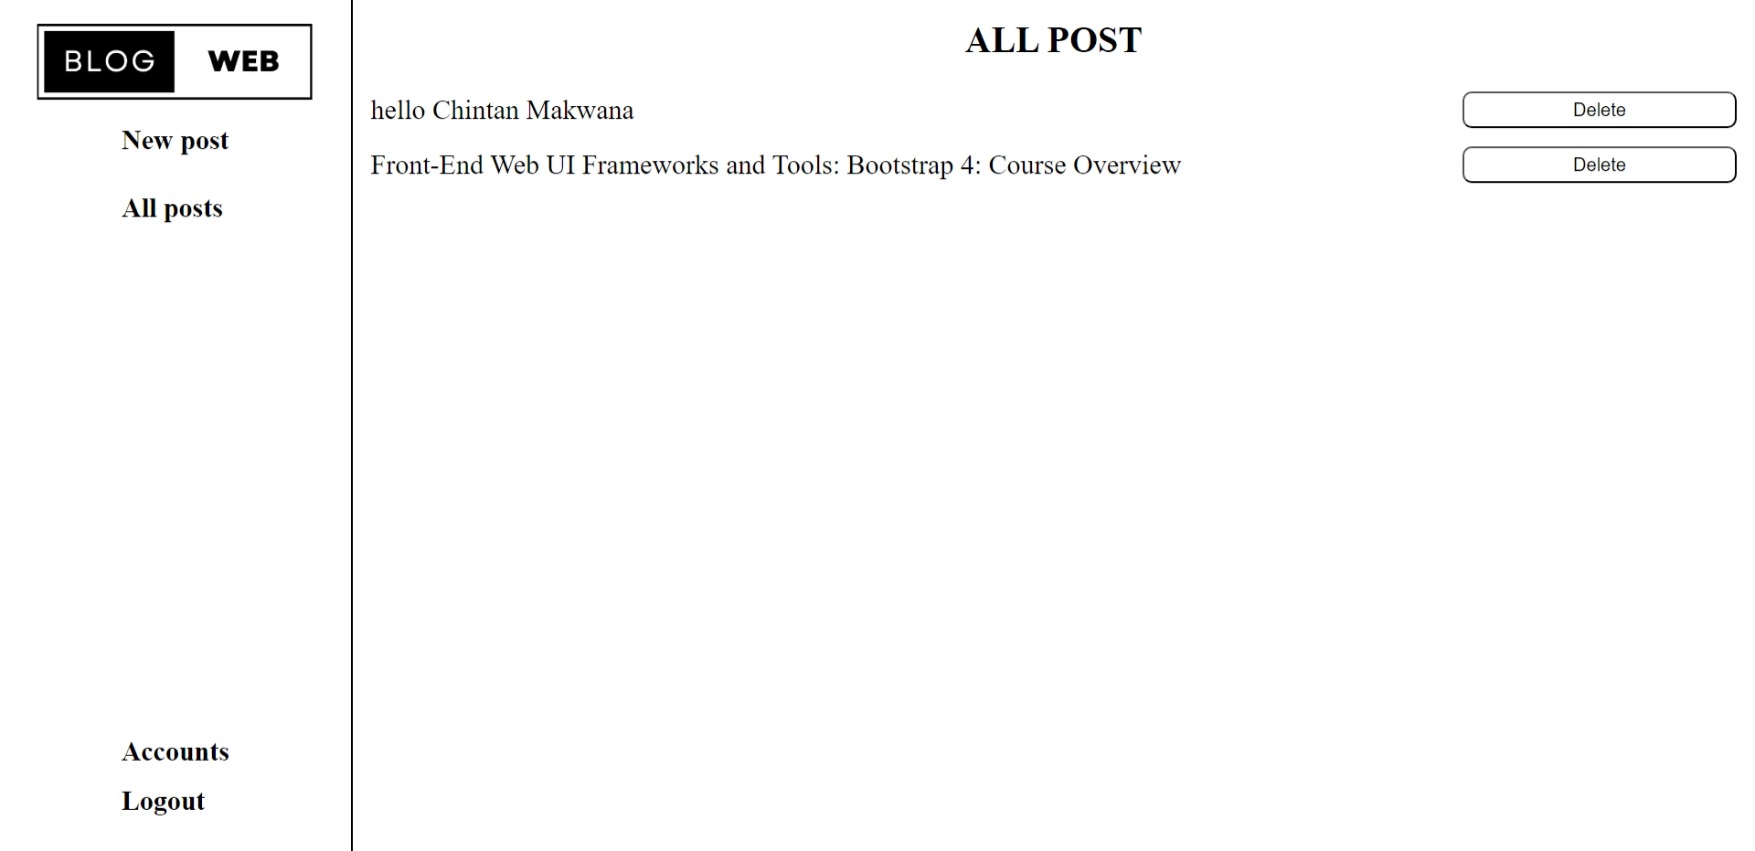 BLOG WEB
New post
All posts
Accounts
Logout
ALL POST
hello Chintan Makwana
Delete
Front-End Web UI Frameworks and Tools: Bootstrap 4: Course Overview
Delete